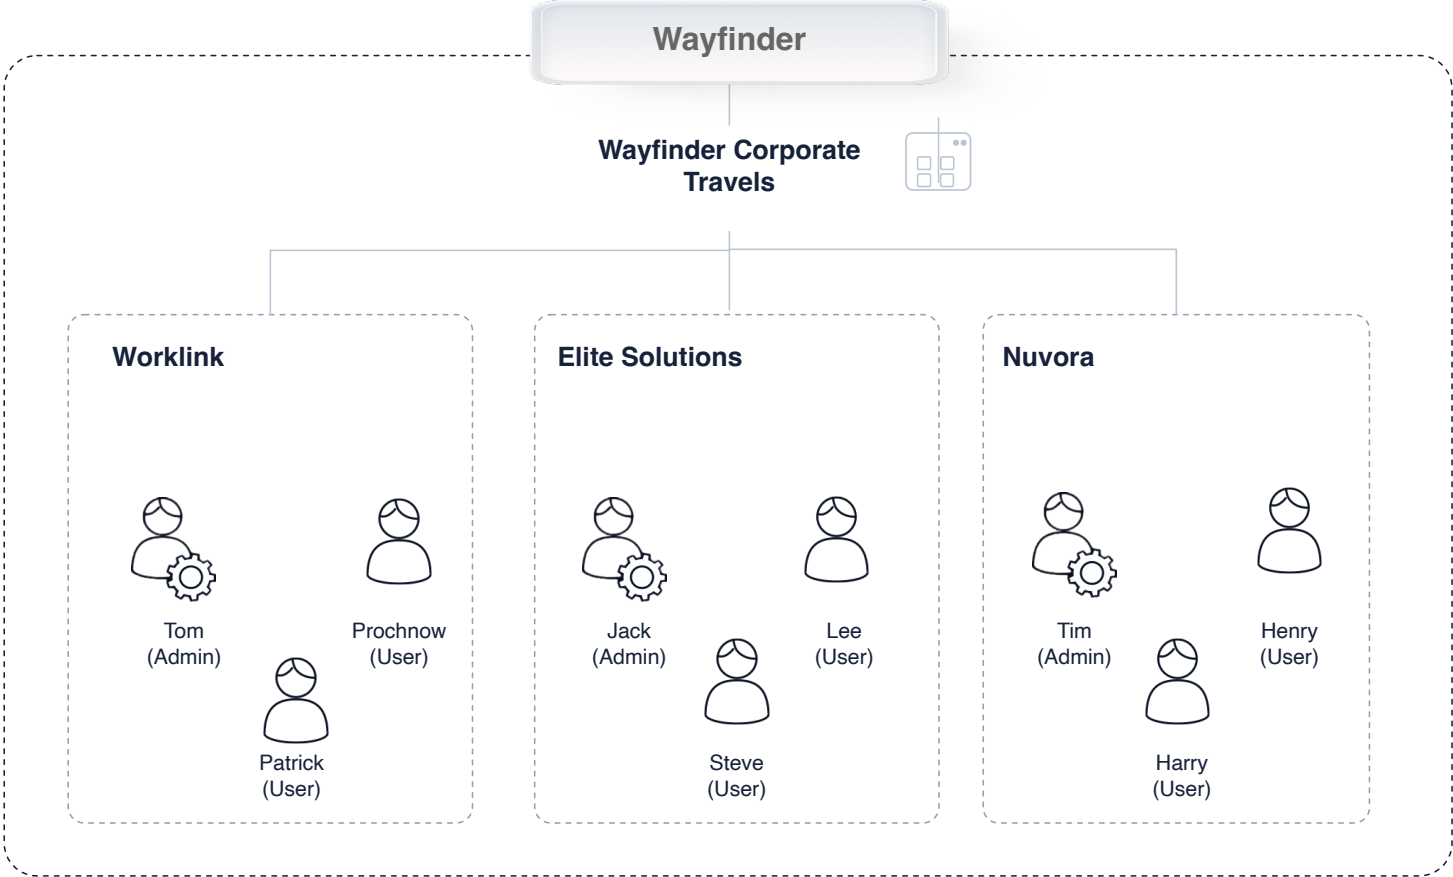 Wayfinder
Wayfinder Corporate
Travels
Worklink
Tom
(Admin)
Prochnow
(User)
Patrick
(User)
Elite Solutions
Jack
(Admin)
Lee
(User)
Steve
(User)
Nuvora
Tim
(Admin)
Henry
(User)
Harry
(User)